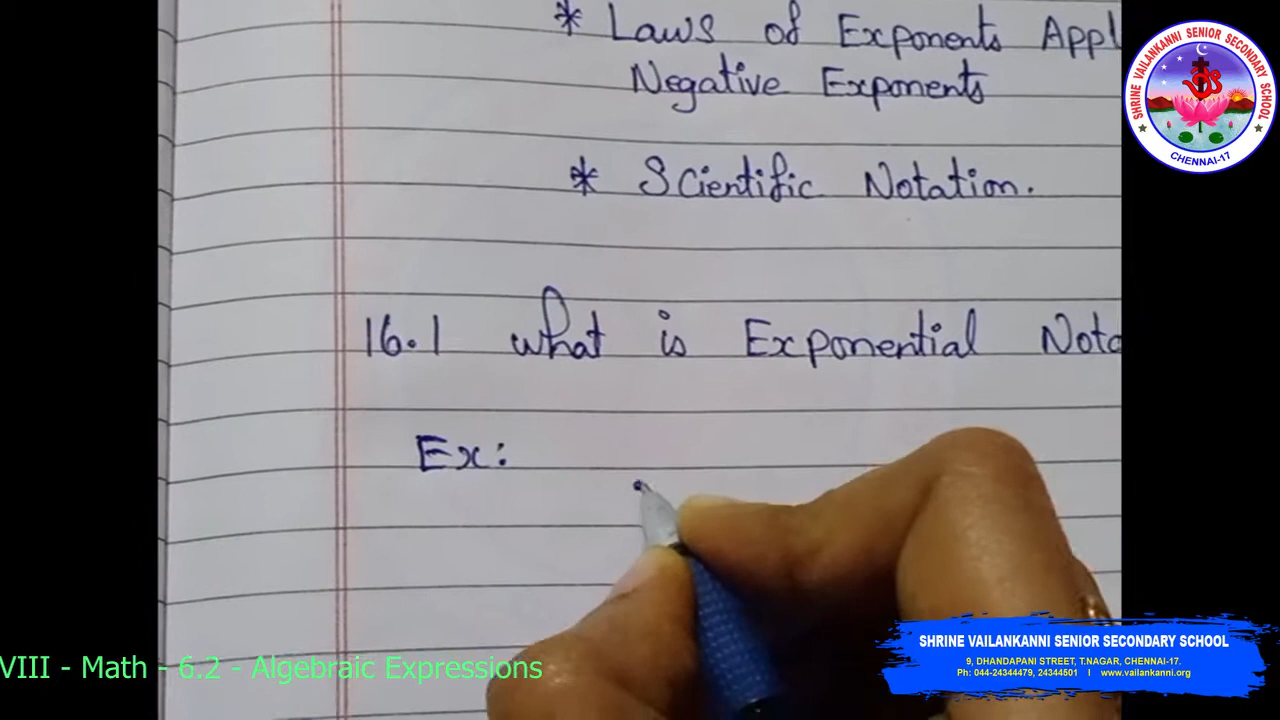 * Laws of Exponents Appl
Negative Exponents
* Scientific Notation.
16.1 what is Exponential Nota
Ex:
SHRINE VAILANKANNI SENIOR SECONDARY SCHOOL
CHENNAI-17
VIII - Math - 6.2 - Algebraic Expressions
SHRINE VAILANKANNI SENIOR SECONDARY SCHOOL
9, DHANDAPANI STREET, T.NAGAR, CHENNAI-17.
Ph: 044-24344479, 24344501 I www.vailankanni.org